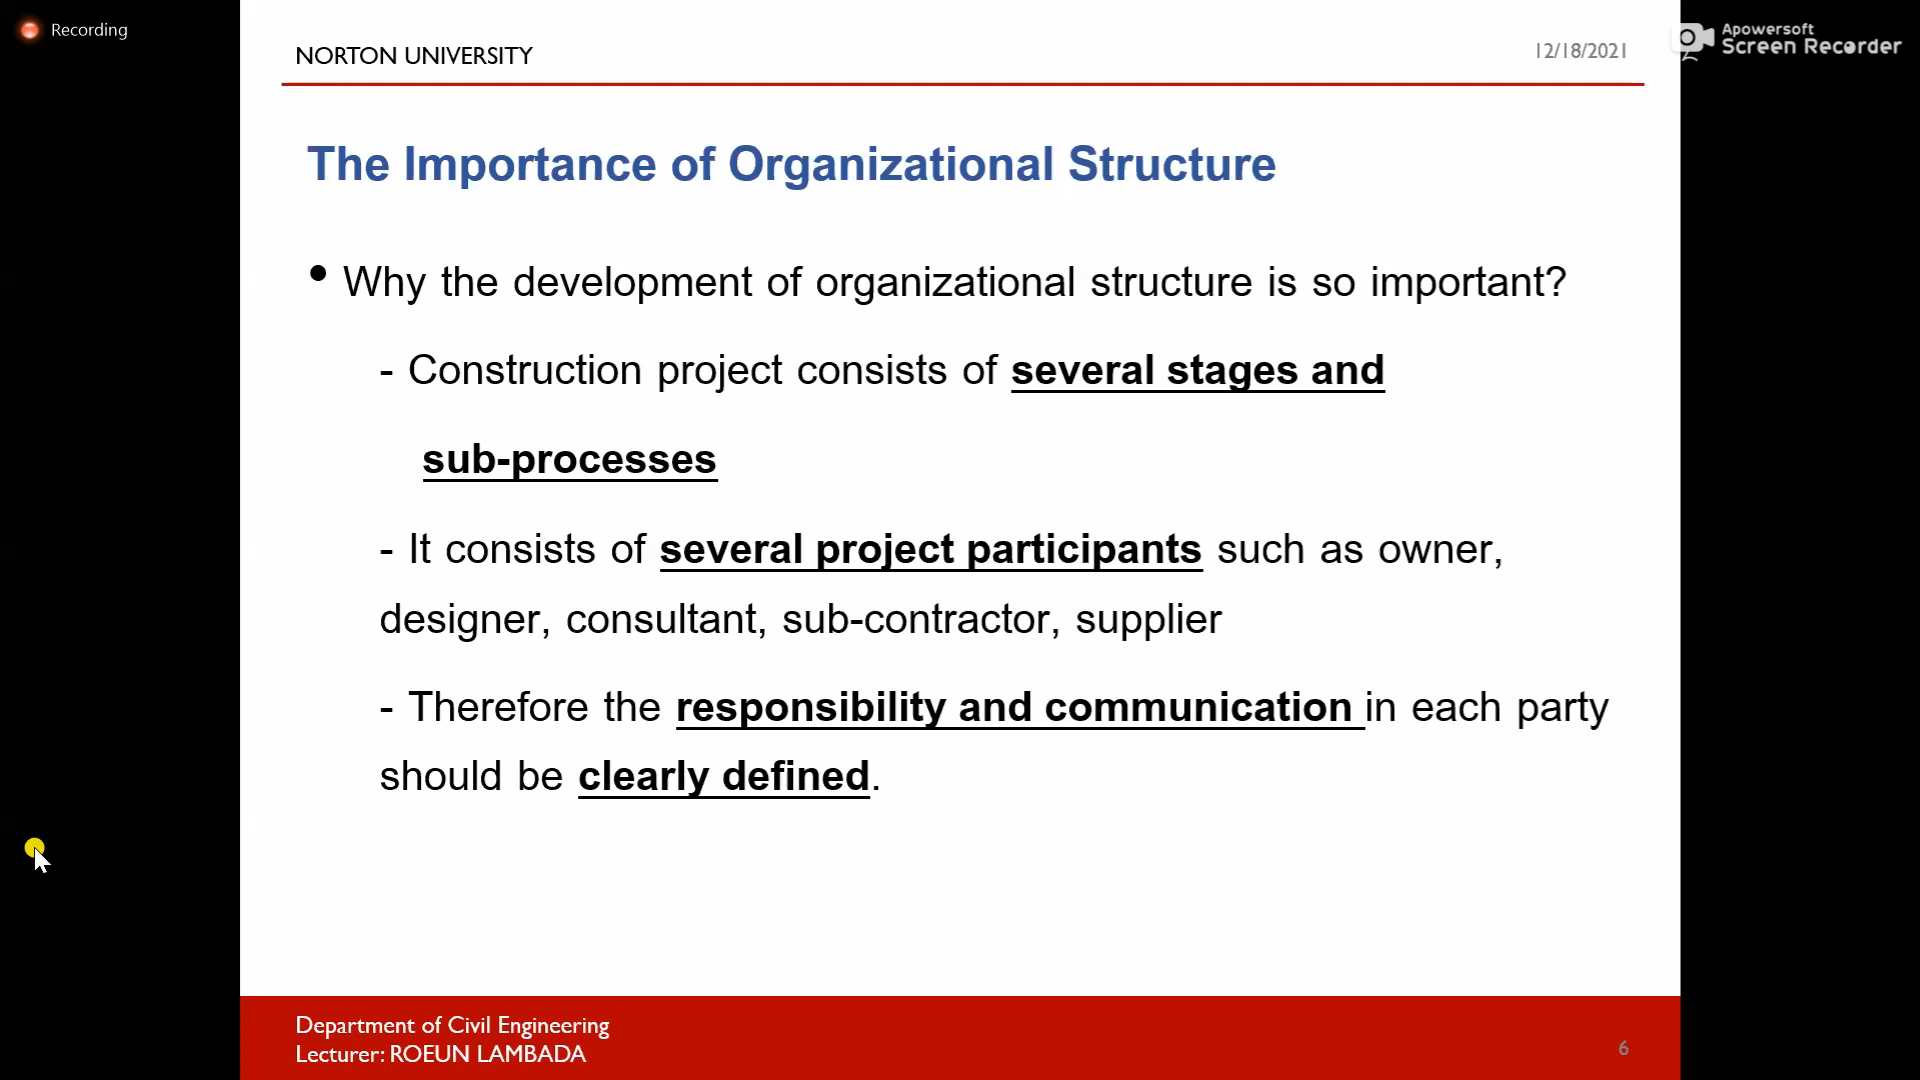 Recording
NORTON UNIVERSITY
12/18/2021
Apowersoft
Screen Recorder
The Importance of Organizational Structure
• Why the development of organizational structure is so important?
- Construction project consists of several stages and
sub-processes
- It consists of several project participants such as owner,
designer, consultant, sub-contractor, supplier
- Therefore the responsibility and communication in each party
should be clearly defined.
Department of Civil Engineering
Lecturer: ROEUN LAMBADA
6